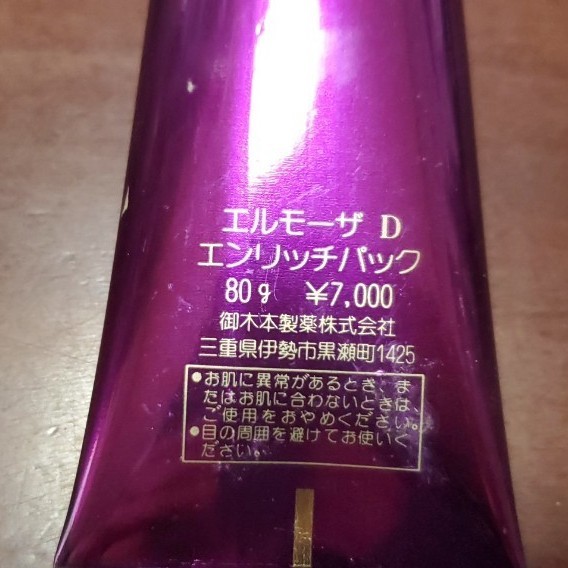 エルモーザ D
エンリッチパック
80g ¥7,000
御木本製薬株式会社
三重県伊勢市黒瀬町1425
●お肌に異常があるとき、ま
たはお肌に合わないときは、
ご使用をおやめください。
●目の周囲を避けてお使いく
ださい。